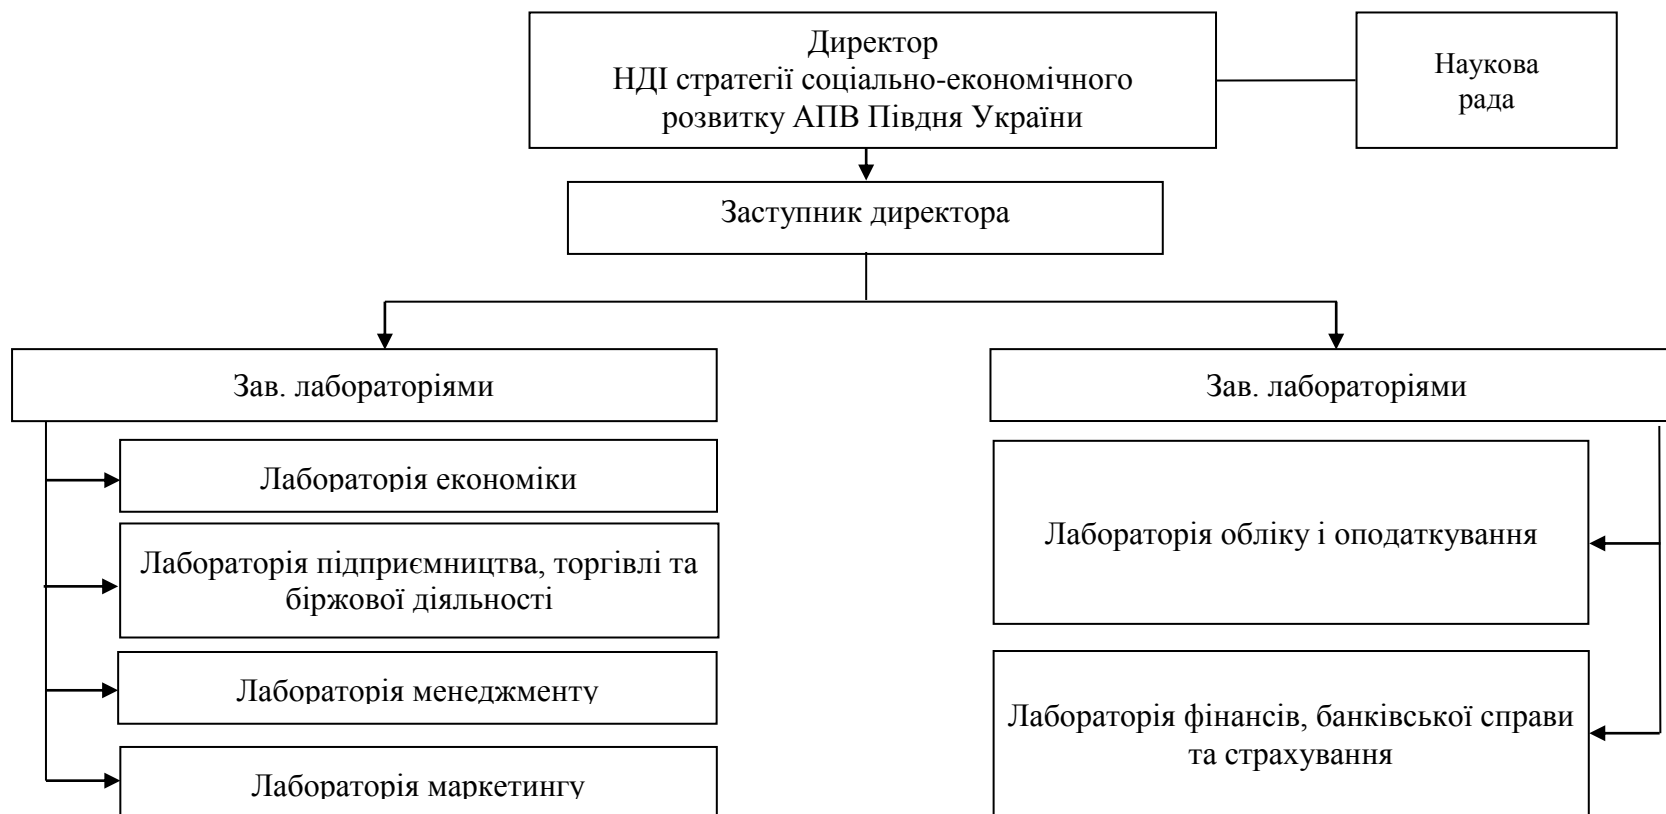 Директор
НДІ стратегії соціально-економічного
розвитку АПВ Півдня України
Наукова
рада
Заступник директора
Зав. лабораторіями
Зав. лабораторіями
Лабораторія економіки
Лабораторія підприємництва, торгівлі та
біржової діяльності
Лабораторія менеджменту
Лабораторія маркетингу
Лабораторія обліку і оподаткування
Лабораторія фінансів, банківської справи
та страхування